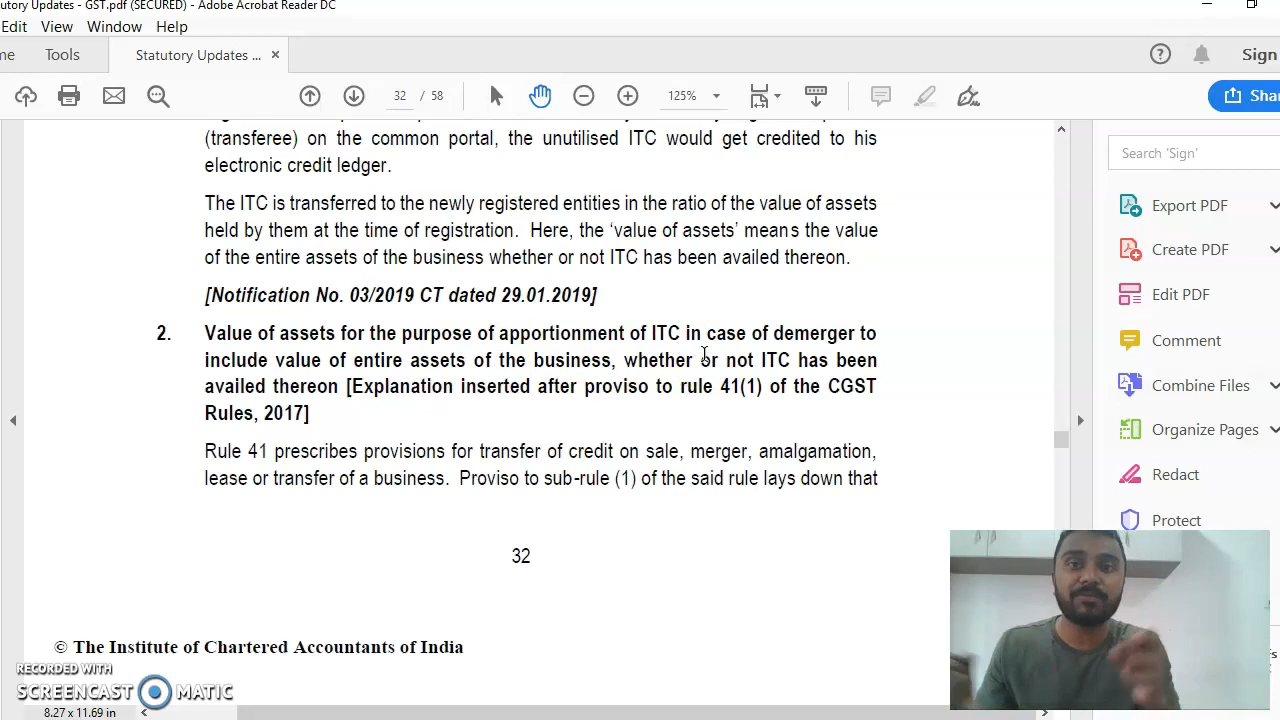 tutory Updates - GST.pdf (SECURED) - Adobe Acrobat Reader DC
Edit View Window Help
me Tools Statutory Updates ... × Sign
32 / 58 125% Shar
(transferee) on the common portal, the unutilised ITC would get credited to his
electronic credit ledger.
The ITC is transferred to the newly registered entities in the ratio of the value of assets
held by them at the time of registration. Here, the ‘value of assets’ means the value
of the entire assets of the business whether or not ITC has been availed thereon.
[Notification No. 03/2019 CT dated 29.01.2019]
2. Value of assets for the purpose of apportionment of ITC in case of demerger to
include value of entire assets of the business, whether or not ITC has been
availed thereon [Explanation inserted after proviso to rule 41(1) of the CGST
Rules, 2017]
Rule 41 prescribes provisions for transfer of credit on sale, merger, amalgamation,
lease or transfer of a business. Proviso to sub-rule (1) of the said rule lays down that
32
© The Institute of Chartered Accountants of India
RECORDED WITH
SCREENCAST MATIC
8.27 x 11.69 in
Search 'Sign'
Export PDF
Create PDF
Edit PDF
Comment
Combine Files
Organize Pages
Redact
Protect